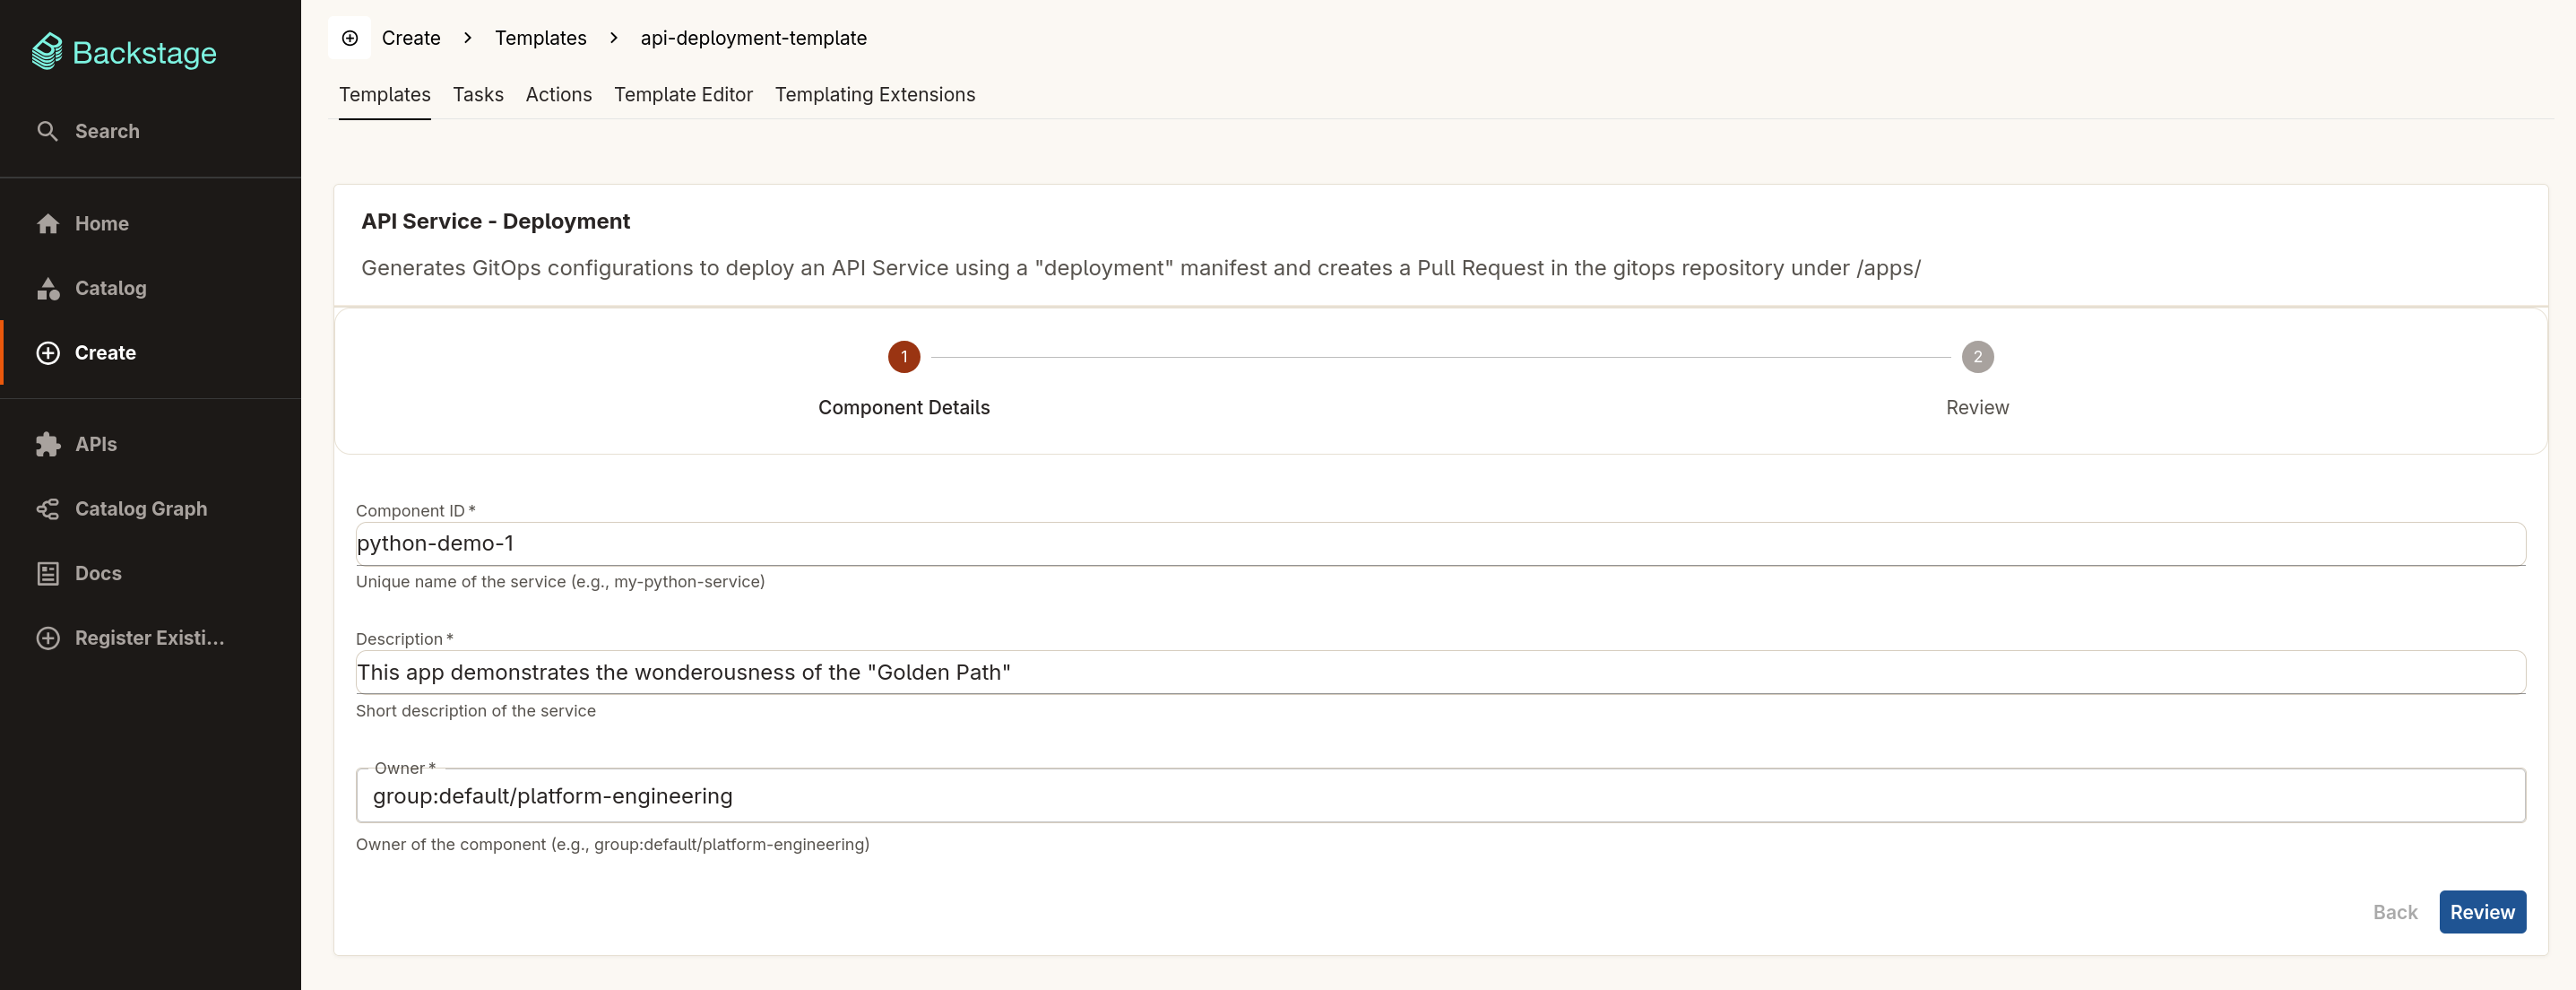 Backstage
Search
Home
Catalog
Create
APIs
Catalog Graph
Docs
Register Existi...
Create > Templates > api-deployment-template
Templates Tasks Actions Template Editor Templating Extensions
API Service - Deployment
Generates GitOps configurations to deploy an API Service using a "deployment" manifest and creates a Pull Request in the gitops repository under /apps/
1 2
Component Details Review
Component ID *
python-demo-1
Unique name of the service (e.g., my-python-service)
Description *
This app demonstrates the wonderousness of the "Golden Path"
Short description of the service
Owner *
group:default/platform-engineering
Owner of the component (e.g., group:default/platform-engineering)
Back Review